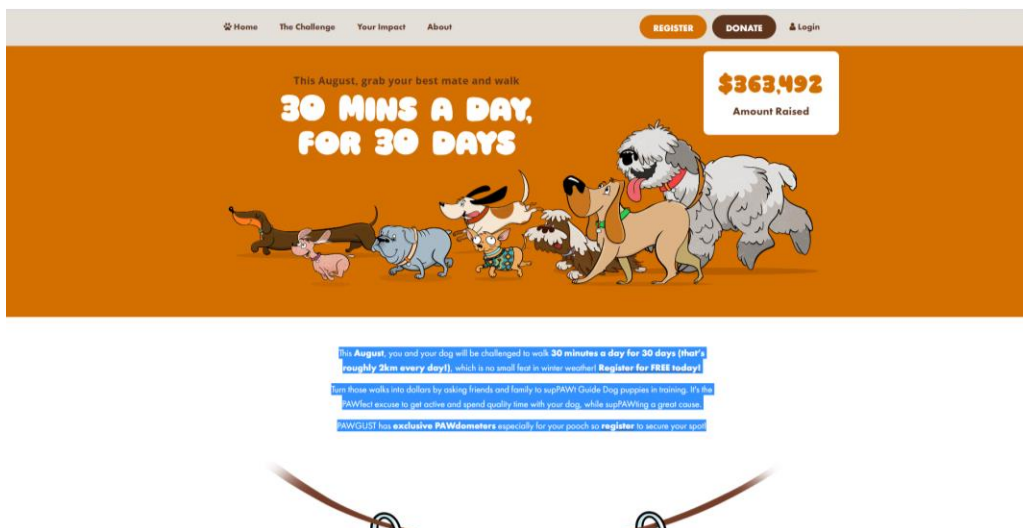 Home The Challenge Your Impact About REGISTER DONATE Login
This August, grab your best mate and walk
30 MINS A DAY,
FOR 30 DAYS
$363,492
Amount Raised
This August, you and your dog will be challenged to walk 30 minutes a day for 30 days (that's
roughly 2km every day!), which is no small feat in winter weather! Register for FREE today!
Turn those walks into dollars by asking friends and family to supPAWt Guide Dog puppies in training. It's the
PAWfect excuse to get active and spend quality time with your dog, while supPAWting a great cause.
PAWGUST has exclusive PAWdometers especially for your pooch so register to secure your spot!